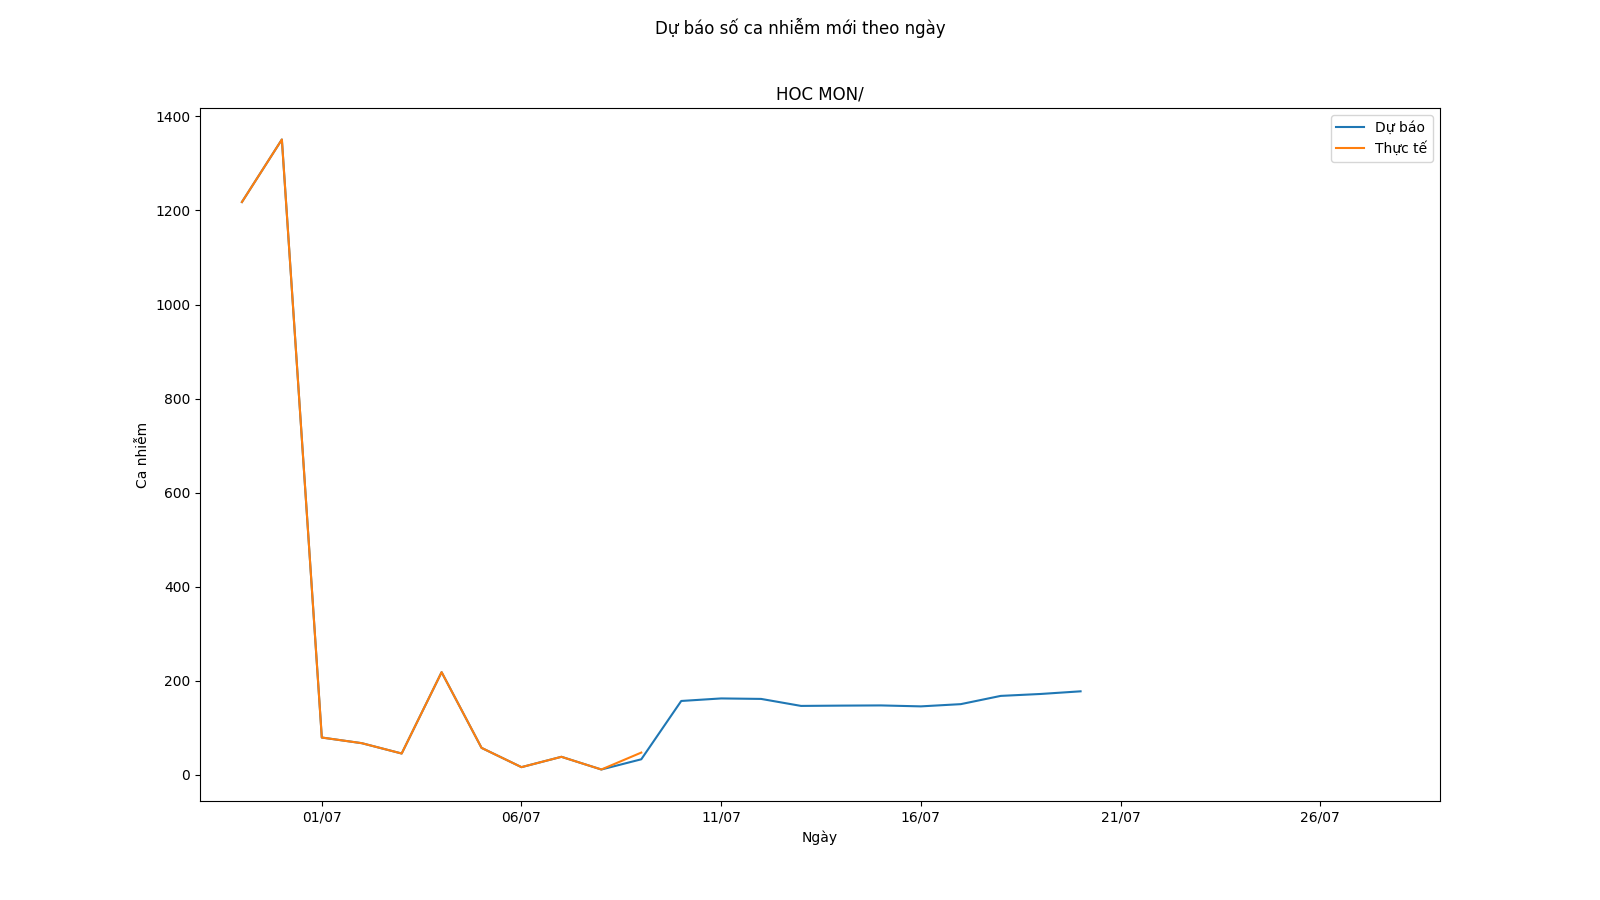 Dự báo số ca nhiễm mới theo ngày
HOC MON/
Dự báo
Thực tế
1400
1200
1000
800
600
400
200
0
Ca nhiễm
01/07
06/07
11/07
16/07
21/07
26/07
Ngày